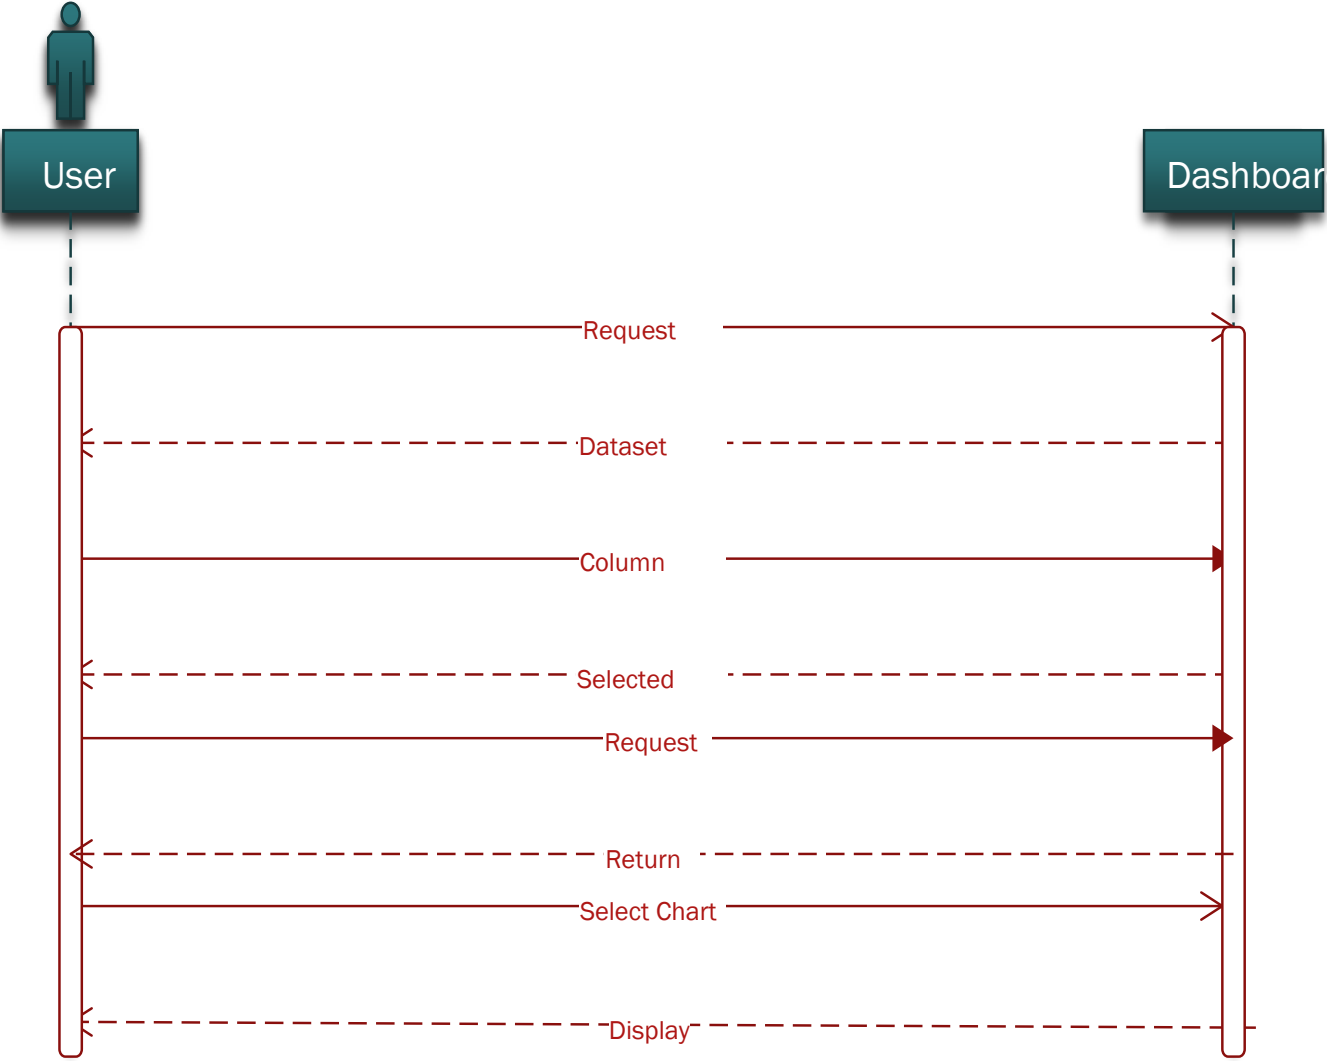 User
Dashboar
Request
Dataset
Column
Selected
Request
Return
Select Chart
Display